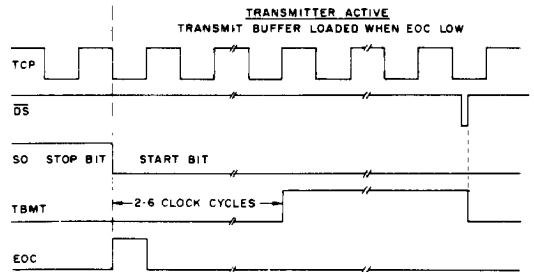 TRANSMITTER ACTIVE
TRANSMIT BUFFER LOADED WHEN EOC LOW
TCP
DS
SO STOP BIT START BIT
TBMT 2-6 CLOCK CYCLES
EOC